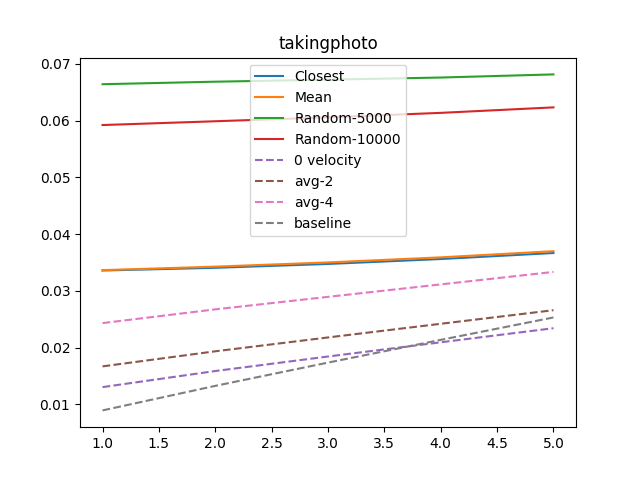 takingphoto
0.07
0.06
0.05
0.04
0.03
0.02
0.01
Closest
Mean
Random-5000
Random-10000
0 velocity
avg-2
avg-4
baseline
1.0 1.5 2.0 2.5 3.0 3.5 4.0 4.5 5.0